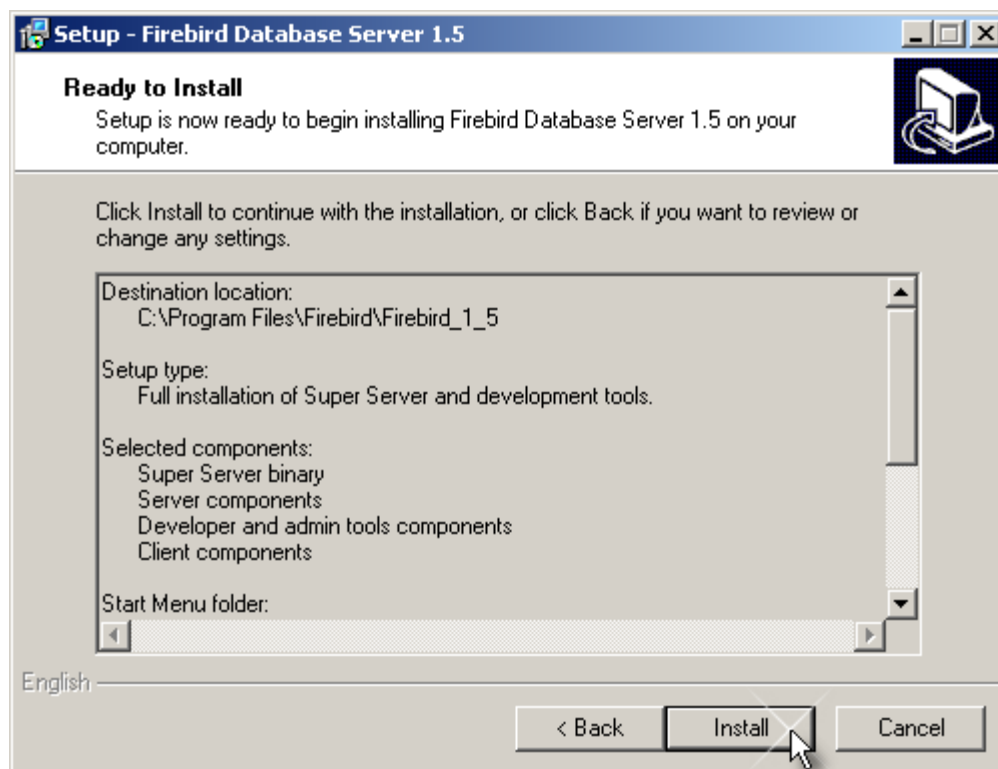 Setup - Firebird Database Server 1.5
Ready to Install
Setup is now ready to begin installing Firebird Database Server 1.5 on your
computer.
Click Install to continue with the installation, or click Back if you want to review or
change any settings.
Destination location:
C:\Program Files\Firebird\Firebird_1_5
Setup type:
Full installation of Super Server and development tools.
Selected components:
Super Server binary
Server components
Developer and admin tools components
Client components
Start Menu folder:
English
< Back
Install
Cancel